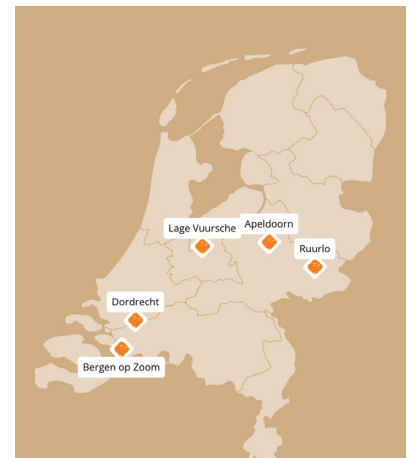 Apeldoorn
Lage Vuursche
Ruurlo
Dordrecht
Bergen op Zoom